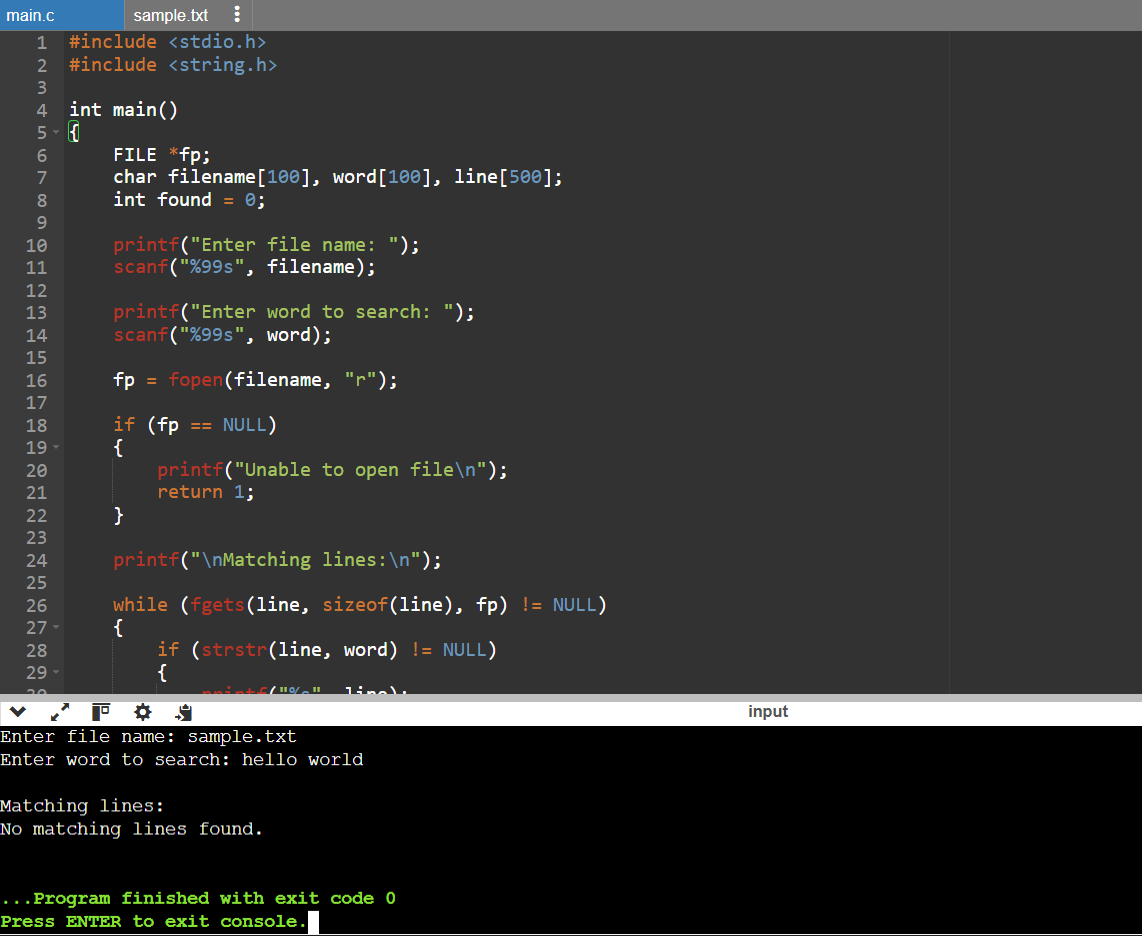 main.c
sample.txt
1 #include <stdio.h>
2 #include <string.h>
3
4 int main()
5 {
6     FILE *fp;
7     char filename[100], word[100], line[500];
8     int found = 0;
9
10     printf("Enter file name: ");
11     scanf("%99s", filename);
12
13     printf("Enter word to search: ");
14     scanf("%99s", word);
15
16     fp = fopen(filename, "r");
17
18     if (fp == NULL)
19     {
20         printf("Unable to open file\n");
21         return 1;
22     }
23
24     printf("\nMatching lines:\n");
25
26     while (fgets(line, sizeof(line), fp) != NULL)
27     {
28         if (strstr(line, word) != NULL)
29         {
30             printf("%s", line);
input
Enter file name: sample.txt
Enter word to search: hello world

Matching lines:
No matching lines found.

...Program finished with exit code 0
Press ENTER to exit console.